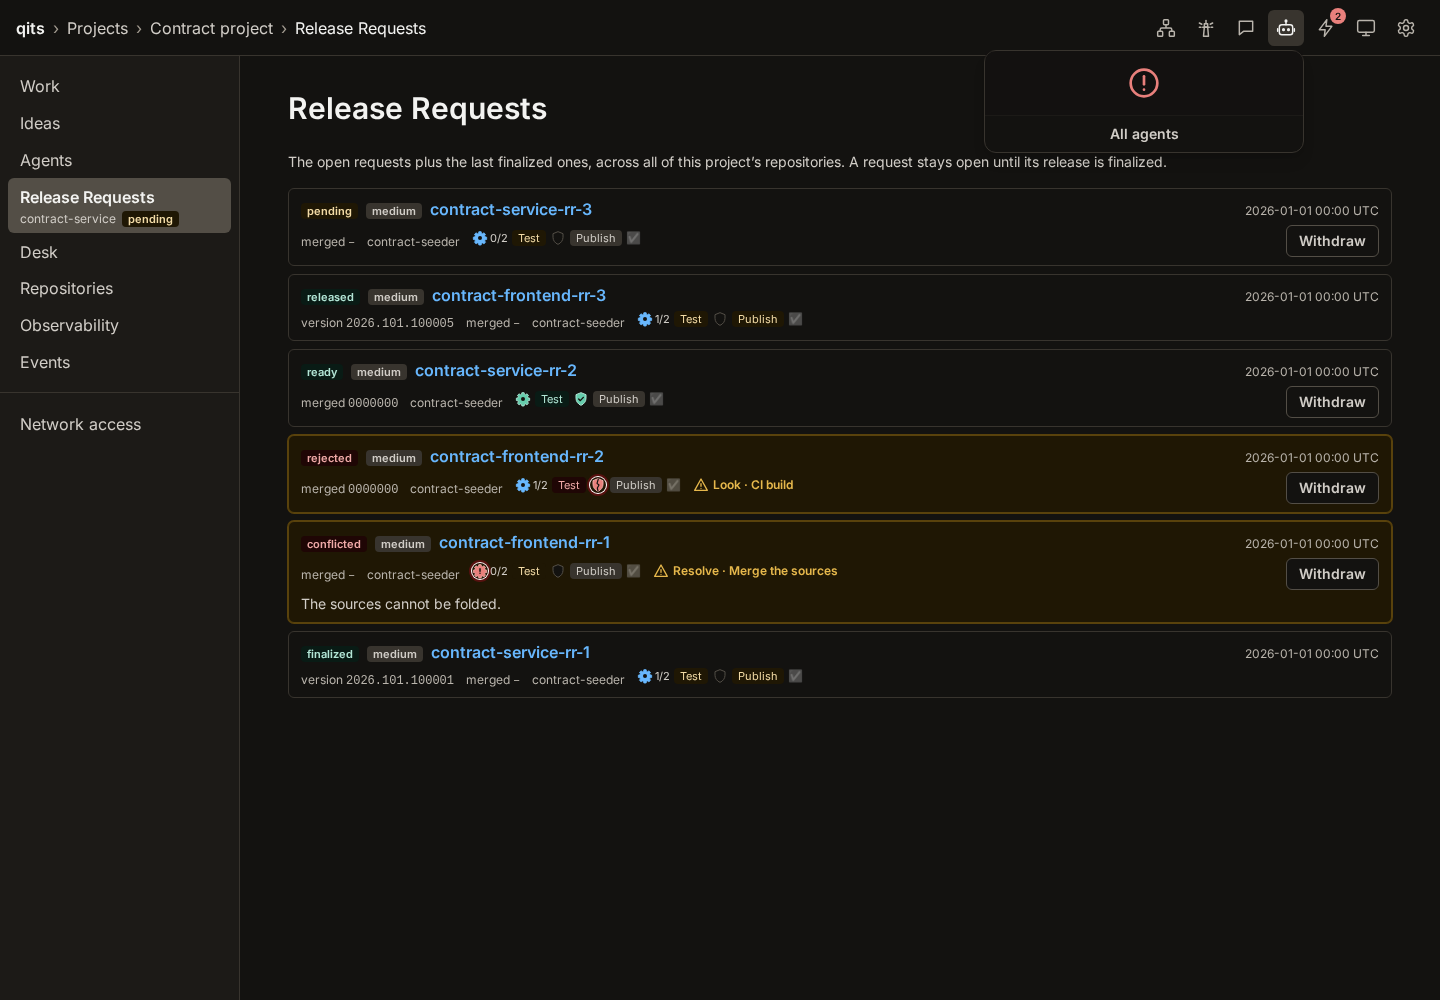 qits › Projects › Contract project › Release Requests
2
All agents
Work
Ideas
Agents
Release Requests
contract-service pending
Desk
Repositories
Observability
Events
Network access
Release Requests
The open requests plus the last finalized ones, across all of this project’s repositories. A request stays open until its release is finalized.
pending medium contract-service-rr-3 2026-01-01 00:00 UTC
merged – contract-seeder 0/2 Test Publish Withdraw
released medium contract-frontend-rr-3 2026-01-01 00:00 UTC
version 2026.101.100005 merged – contract-seeder 1/2 Test Publish
ready medium contract-service-rr-2 2026-01-01 00:00 UTC
merged 0000000 contract-seeder Test Publish Withdraw
rejected medium contract-frontend-rr-2 2026-01-01 00:00 UTC
merged 0000000 contract-seeder 1/2 Test Publish Look · CI build Withdraw
conflicted medium contract-frontend-rr-1 2026-01-01 00:00 UTC
merged – contract-seeder 0/2 Test Publish Resolve · Merge the sources Withdraw
The sources cannot be folded.
finalized medium contract-service-rr-1 2026-01-01 00:00 UTC
version 2026.101.100001 merged – contract-seeder 1/2 Test Publish